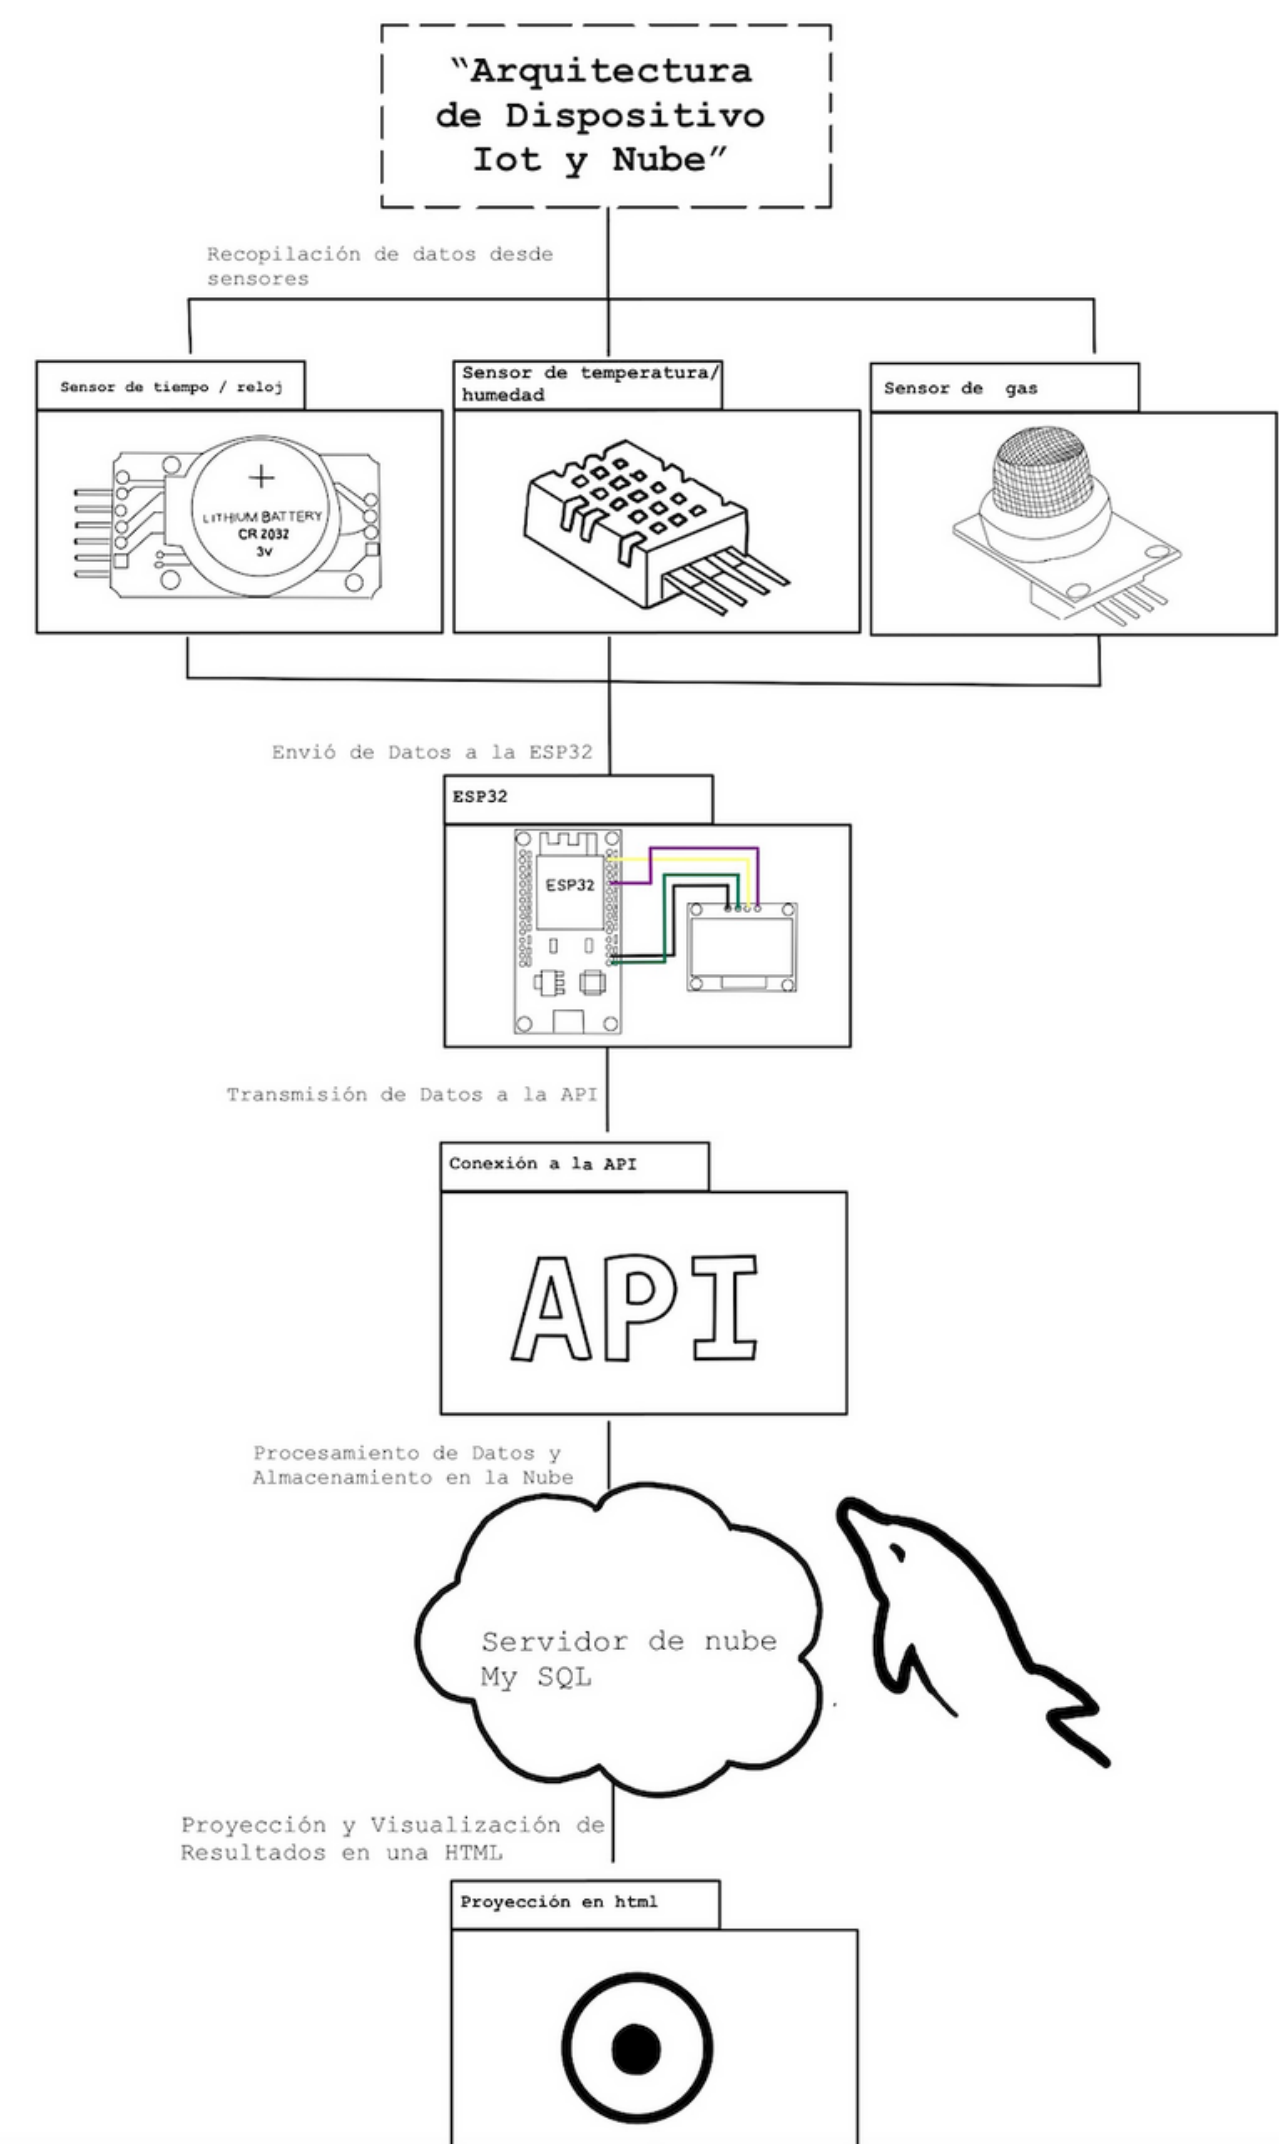 “Arquitectura
de Dispositivo
Iot y Nube”
Recopilación de datos desde
sensores
Sensor de tiempo / reloj
Sensor de temperatura/
humedad
Sensor de gas
LITHIUM BATTERY
CR 2032
3v
Envió de Datos a la ESP32
ESP32
ESP32
Transmisión de Datos a la API
Conexión a la API
API
Procesamiento de Datos y
Almacenamiento en la Nube
Servidor de nube
My SQL
Proyección y Visualización de
Resultados en una HTML
Proyección en html